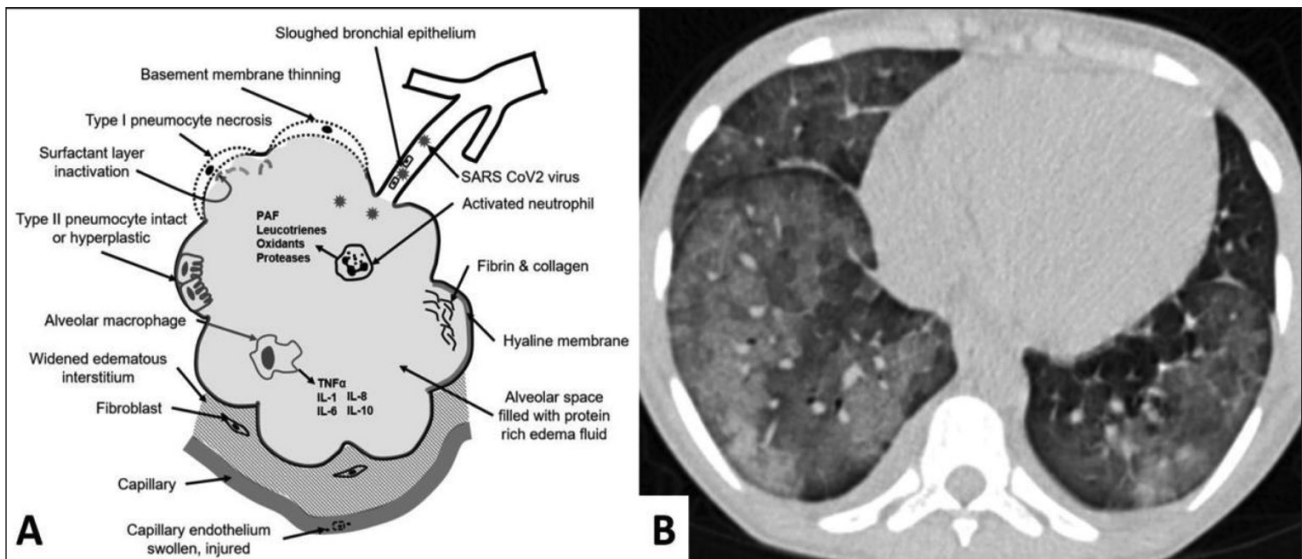 Sloughed bronchial epithelium
Basement membrane thinning
Type I pneumocyte necrosis
Surfactant layer
inactivation
SARS CoV2 virus
Activated neutrophil
Type II pneumocyte intact
or hyperplastic
PAF
Leucotrienes
Oxidants
Proteases
Fibrin & collagen
Alveolar macrophage
Hyaline membrane
Widened edematous
interstitium
TNFα
IL-1 IL-8
IL-6 IL-10
Fibroblast
Alveolar space
filled with protein
rich edema fluid
Capillary
Capillary endothelium
swollen, injured
A
B